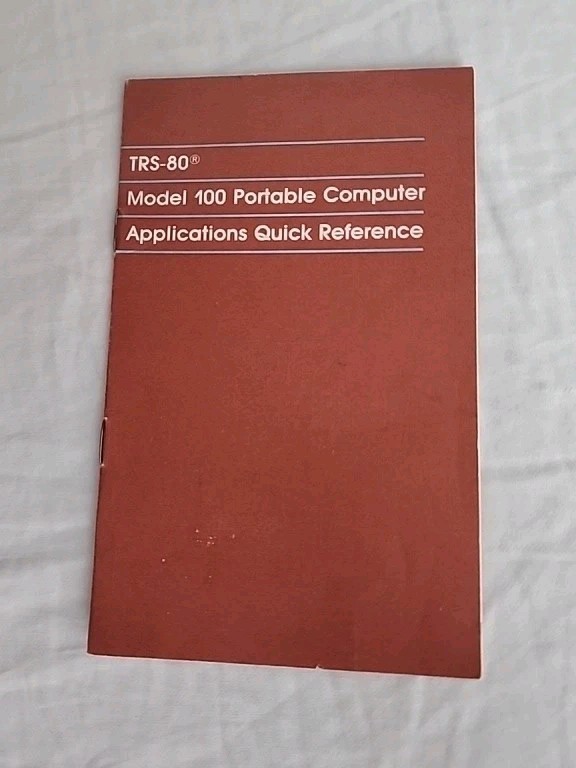 TRS-80®
Model 100 Portable Computer
Applications Quick Reference